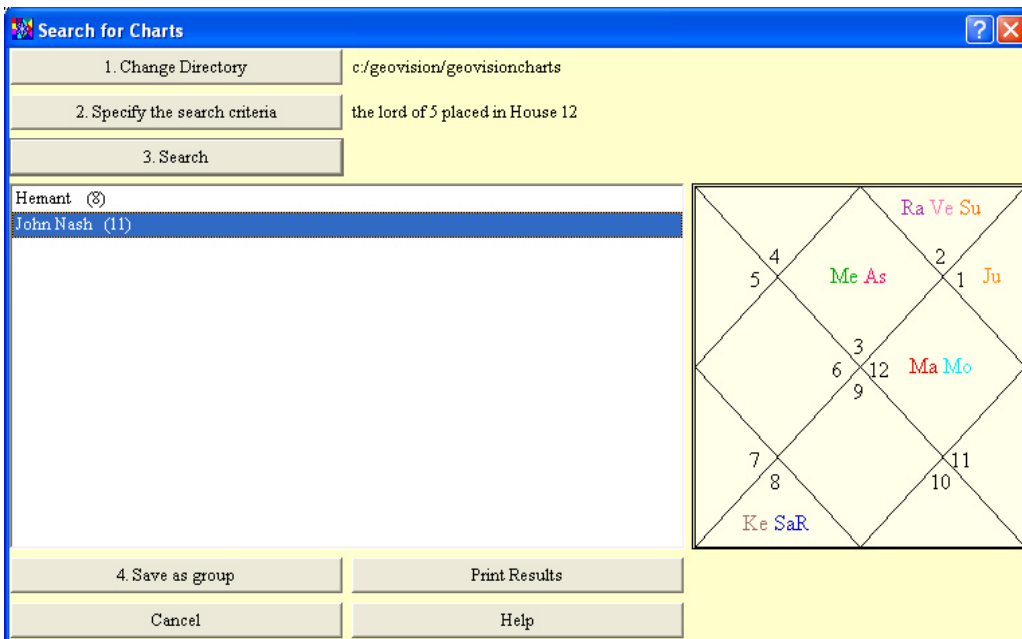 Search for Charts
1. Change Directory
c:/geovision/geovisioncharts
2. Specify the search criteria
the lord of 5 placed in House 12
3. Search
Hemant (8)
John Nash (11)
Ra Ve Su
4
2
5
Me As
1
Ju
3
6
12
Ma Mo
9
7
11
8
10
Ke SaR
4. Save as group
Print Results
Cancel
Help